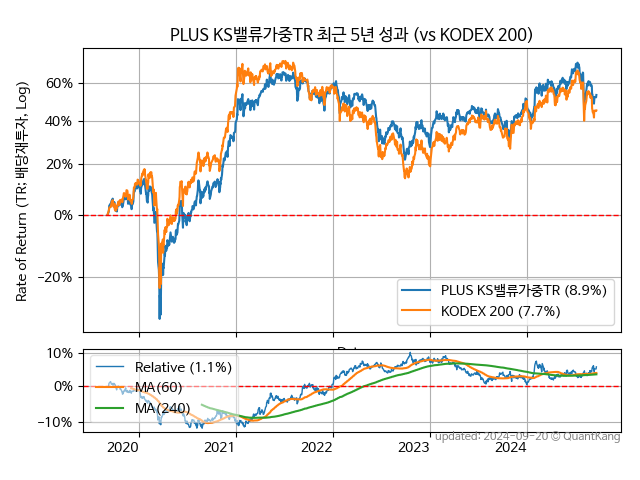 PLUS KS밸류가중TR 최근 5년 성과 (vs KODEX 200)
Rate of Return (TR: 배당재투자, Log)
60%
40%
20%
0%
−20%
PLUS KS밸류가중TR (8.9%)
KODEX 200 (7.7%)
10%
0%
−10%
Relative (1.1%)
MA(60)
MA(240)
2020
2021
2022
2023
2024
updated: 2024-09-20 © QuantKang